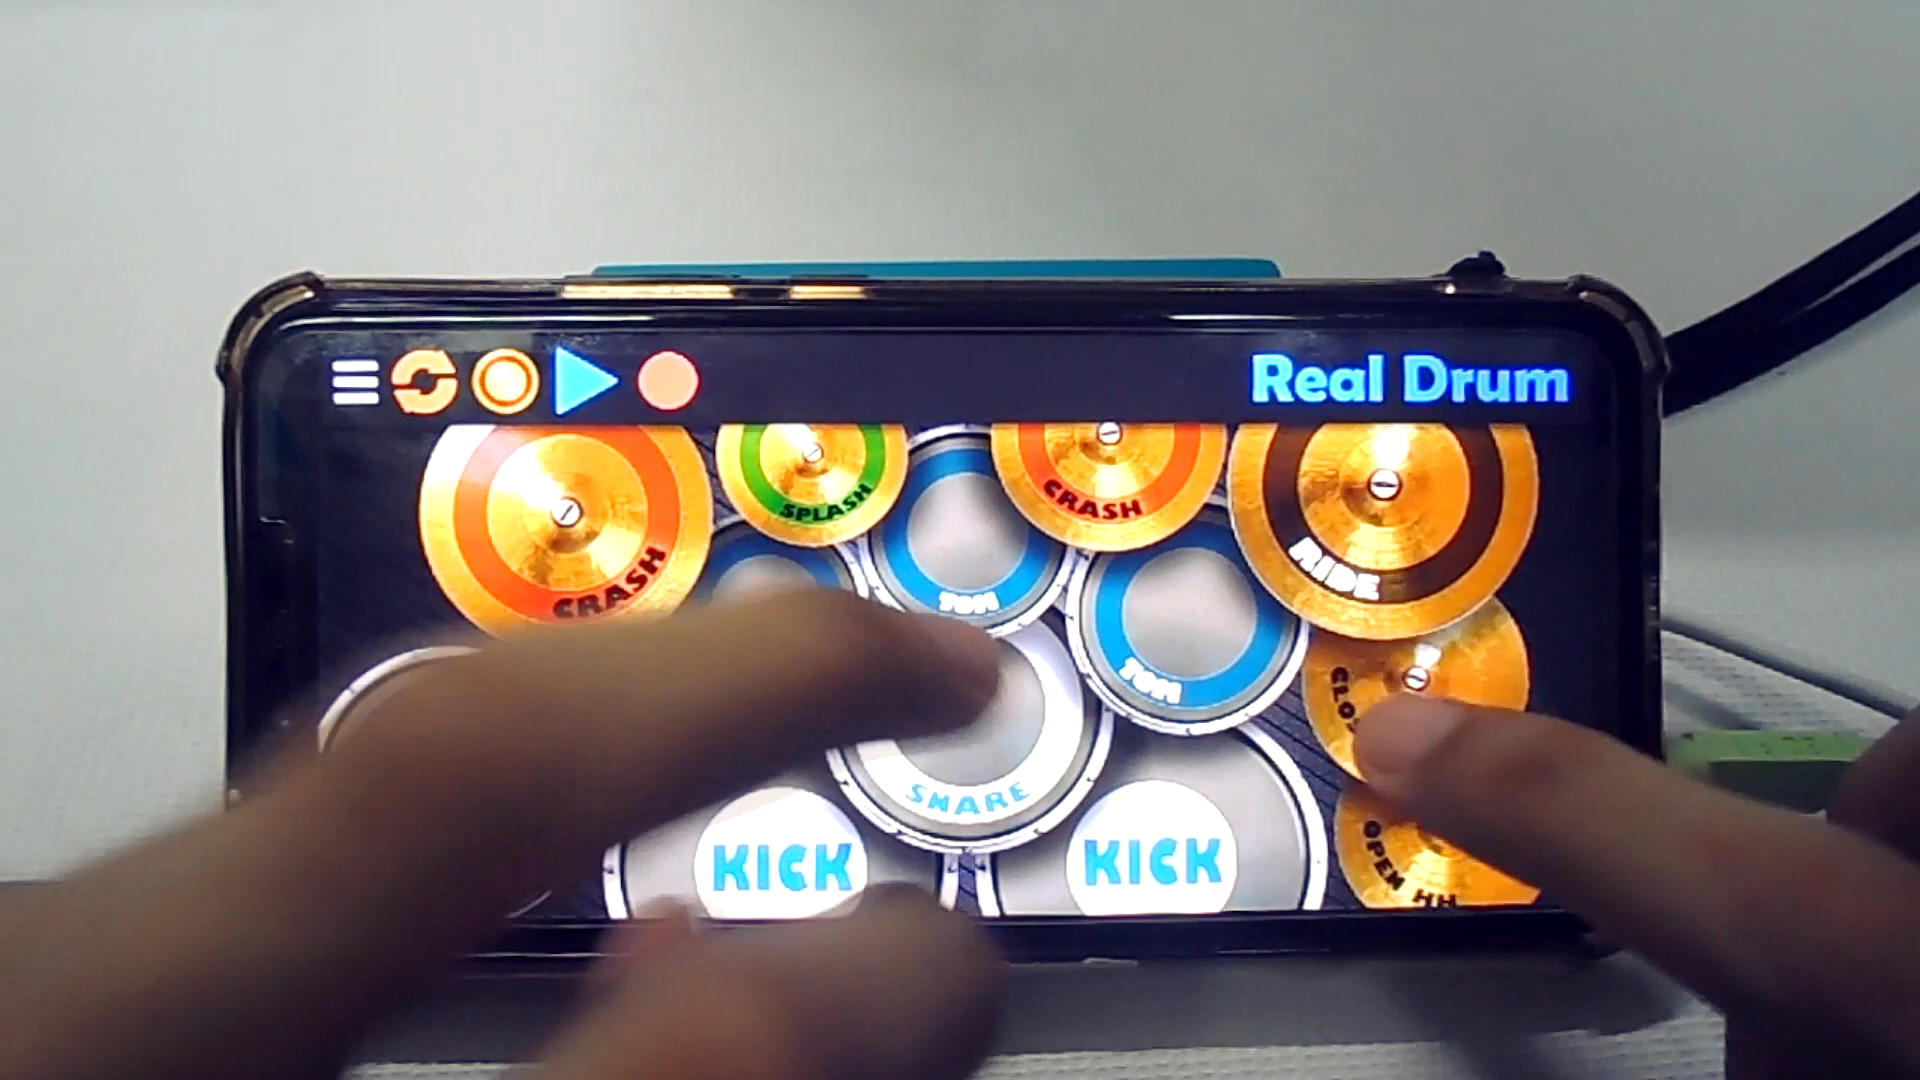 Real Drum
SPLASH
CRASH
CRASH
RIDE
TOM
TOM
SNARE
KICK
KICK
OPEN HH